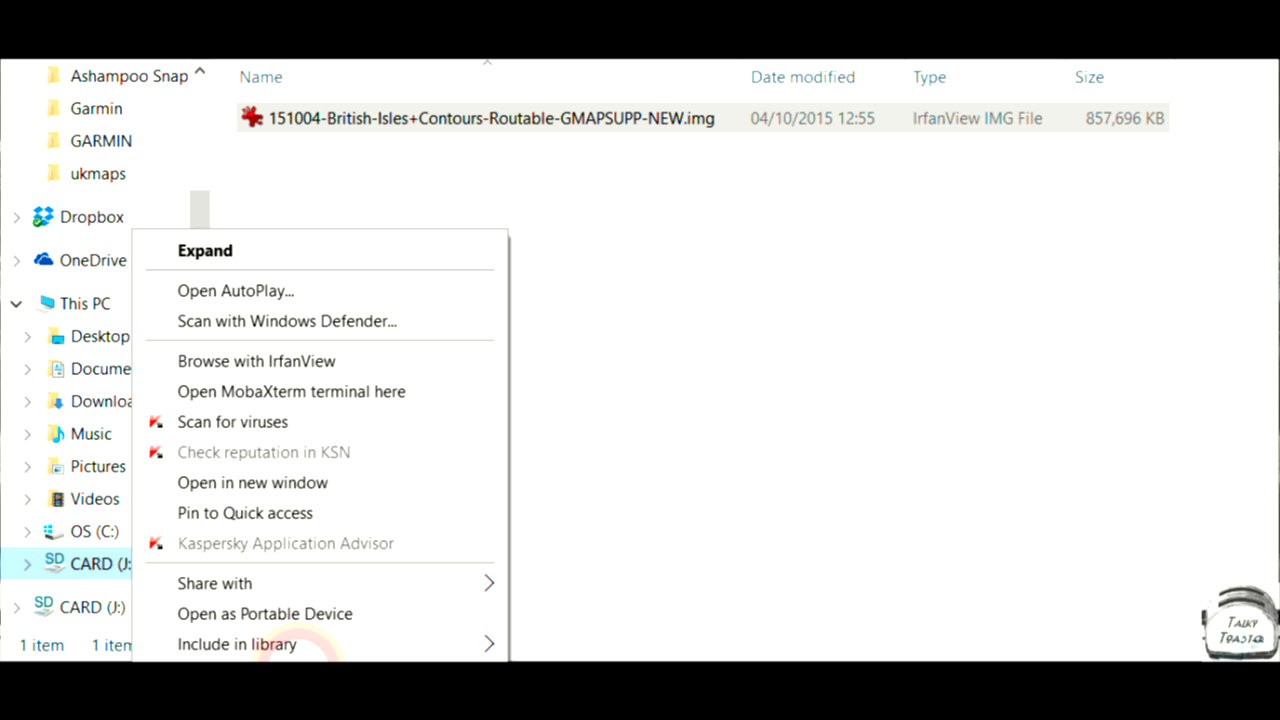 Ashampoo Snap
Garmin
GARMIN
ukmaps
Dropbox
OneDrive
This PC
Desktop
Docume
Downloa
Music
Pictures
Videos
OS (C:)
SD CARD (J:
SD CARD (J:)
1 item 1 item
Name Date modified Type Size
151004-British-Isles+Contours-Routable-GMAPSUPP-NEW.img 04/10/2015 12:55 IrfanView IMG File 857,696 KB
Expand
Open AutoPlay...
Scan with Windows Defender...
Browse with IrfanView
Open MobaXterm terminal here
Scan for viruses
Check reputation in KSN
Open in new window
Pin to Quick access
Kaspersky Application Advisor
Share with
Open as Portable Device
Include in library
TALKY
TOASTER